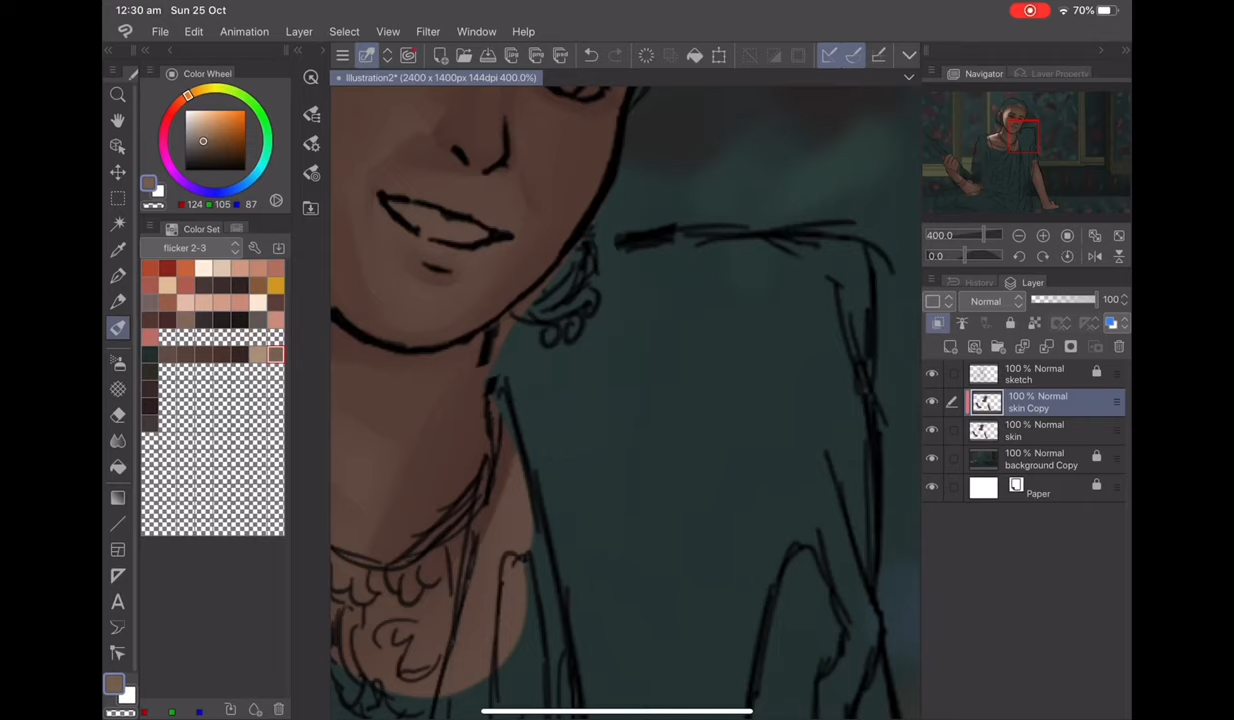 12:30 am Sun 25 Oct
70%
File Edit Animation Layer Select View Filter Window Help
Color Wheel
Illustration2* (2400 x 1400px 144dpi 400.0%)
Navigator
Layer Property
124 105 87
Color Set
flicker 2-3
400.0
0.0
History
Layer
Normal
100
100 % Normal
sketch
100 % Normal
skin Copy
100 % Normal
skin
100 % Normal
background Copy
Paper